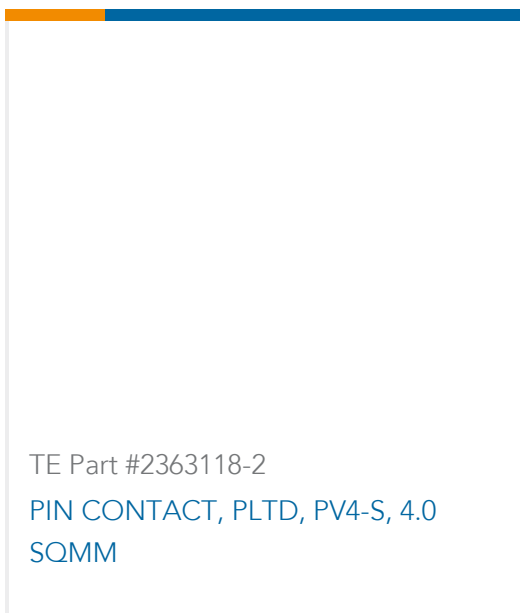 TE Part #2363118-2
PIN CONTACT, PLTD, PV4-S, 4.0
SQMM